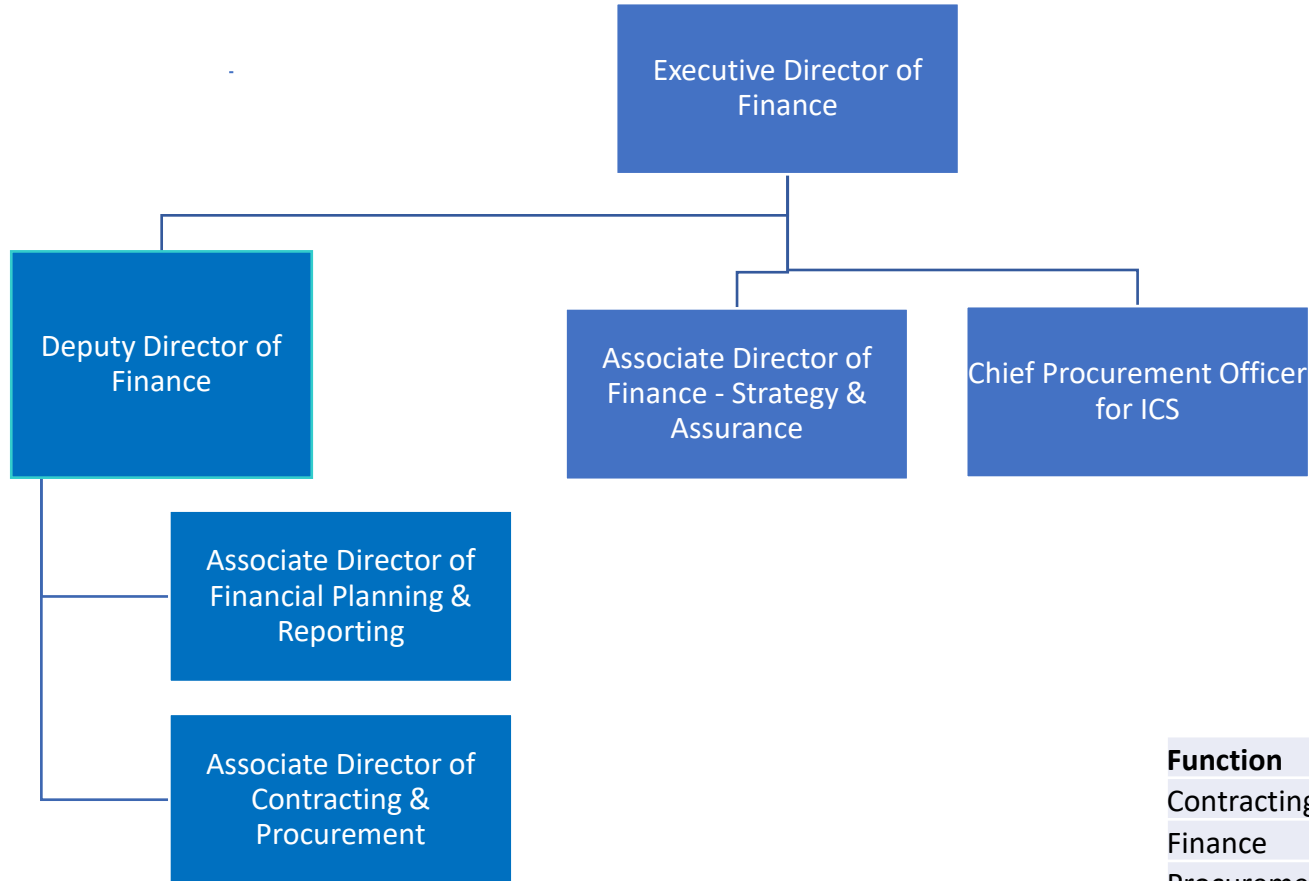 -
Executive Director of
Finance
Deputy Director of
Finance
Associate Director of
Finance - Strategy &
Assurance
Chief Procurement Officer
for ICS
Associate Director of
Financial Planning &
Reporting
Associate Director of
Contracting &
Procurement
Function
Contracting
Finance